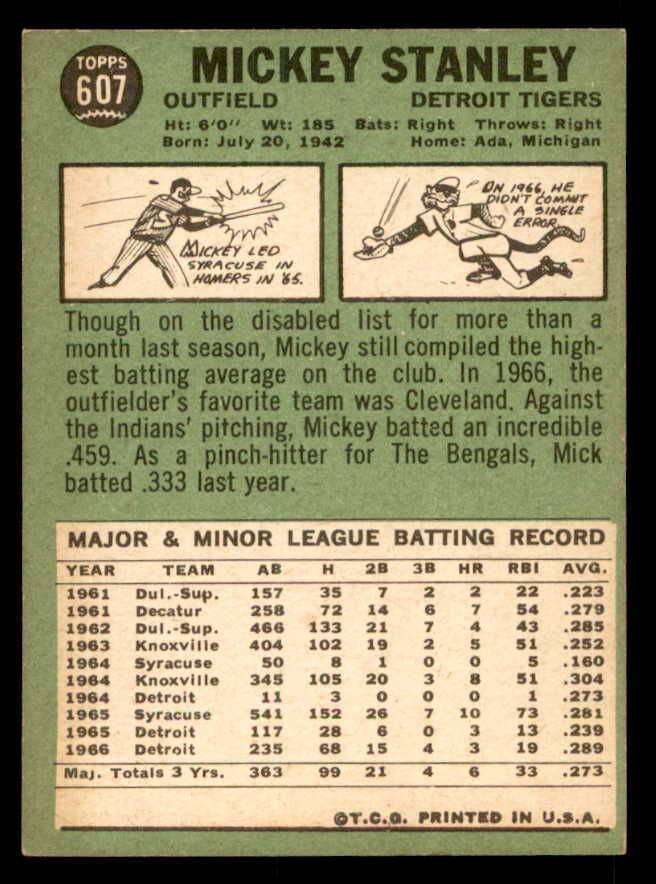 TOPPS
607
MICKEY STANLEY
OUTFIELD DETROIT TIGERS
Ht: 6'0" Wt: 185 Bats: Right Throws: Right
Born: July 20, 1942 Home: Ada, Michigan
MICKEY LED
SYRACUSE IN
HOMERS IN '65.
ON 1966, HE
DIDN'T COMMIT
A SINGLE
ERROR.
Though on the disabled list for more than a
month last season, Mickey still compiled the high-
est batting average on the club. In 1966, the
outfielder's favorite team was Cleveland. Against
the Indians' pitching, Mickey batted an incredible
.459. As a pinch-hitter for The Bengals, Mick
batted .333 last year.
MAJOR & MINOR LEAGUE BATTING RECORD
YEAR TEAM AB H 2B 3B HR RBI AVG.
1961 Dul.-Sup. 157 35 7 2 2 22 .223
1961 Decatur 258 72 14 6 7 54 .279
1962 Dul.-Sup. 466 133 21 7 4 43 .285
1963 Knoxville 404 102 19 2 5 51 .252
1964 Syracuse 50 8 1 0 0 5 .160
1964 Knoxville 345 105 20 3 8 51 .304
1964 Detroit 11 3 0 0 0 1 .273
1965 Syracuse 541 152 26 7 10 73 .281
1965 Detroit 117 28 6 0 3 13 .239
1966 Detroit 235 68 15 4 3 19 .289
Maj. Totals 3 Yrs. 363 99 21 4 6 33 .273
©T.C.G. PRINTED IN U.S.A.